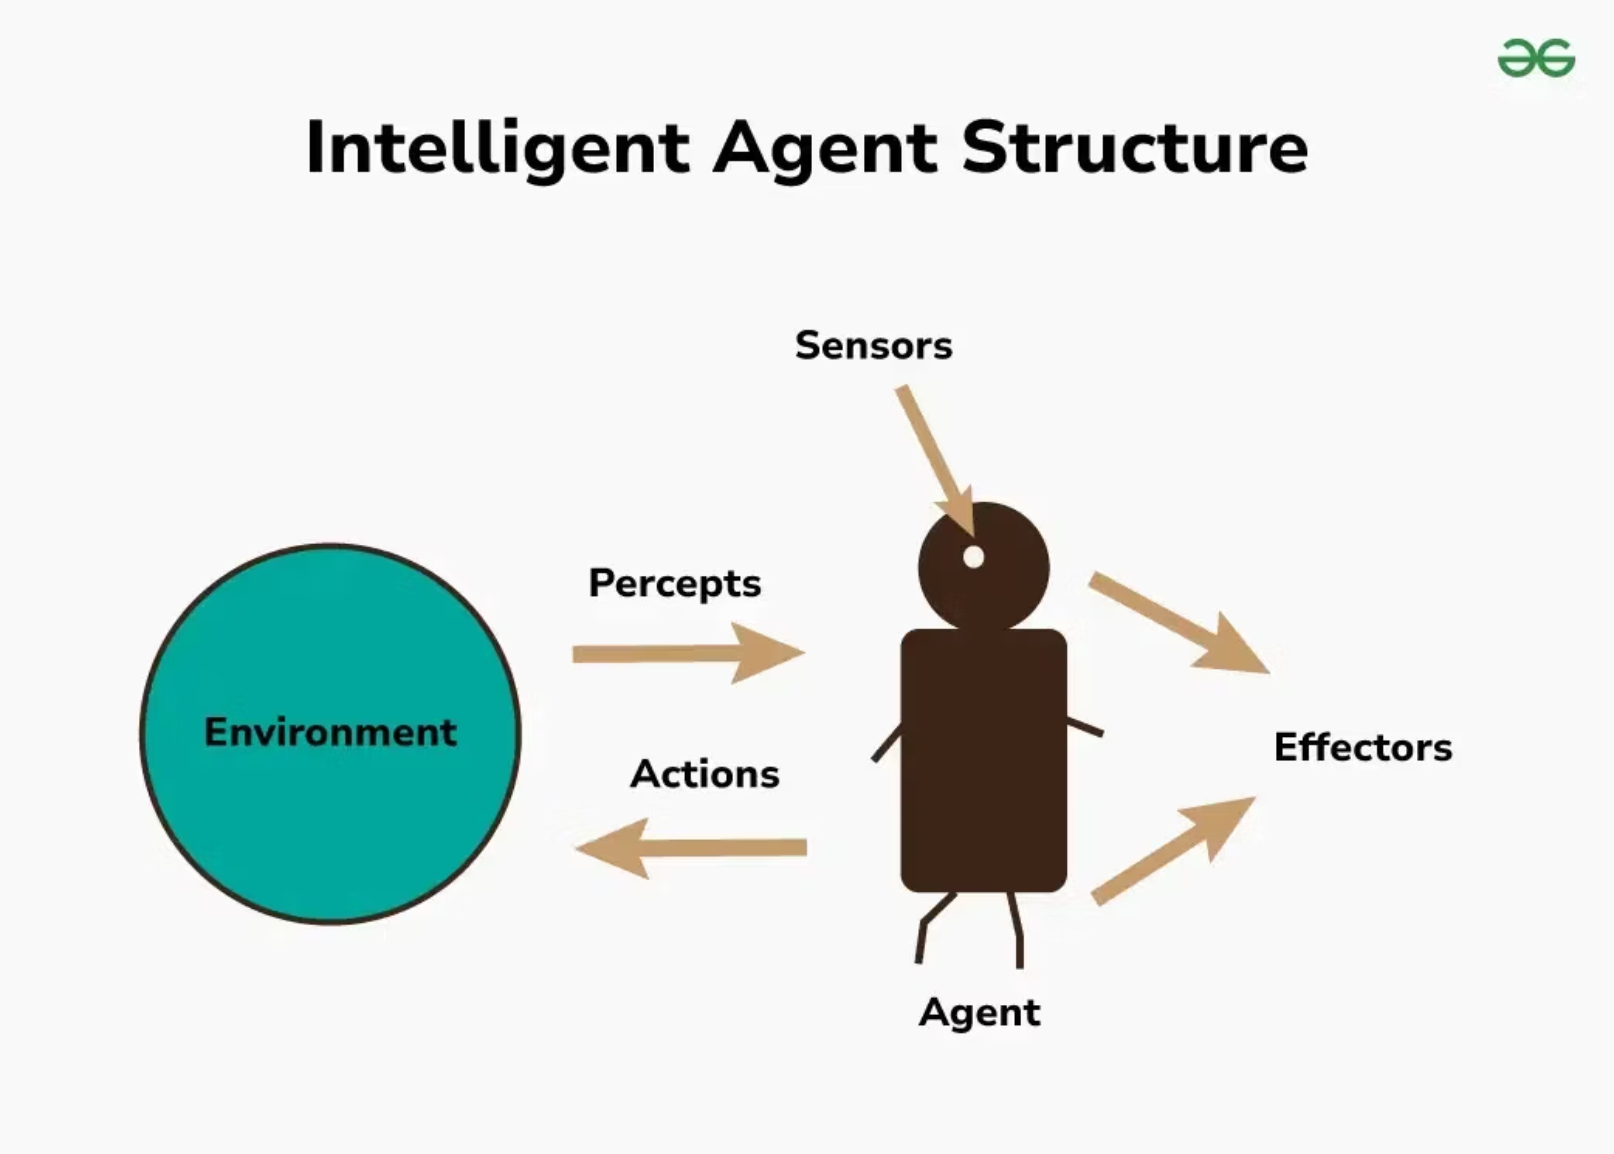 Intelligent Agent Structure
Sensors
Percepts
Environment
Actions
Effectors
Agent